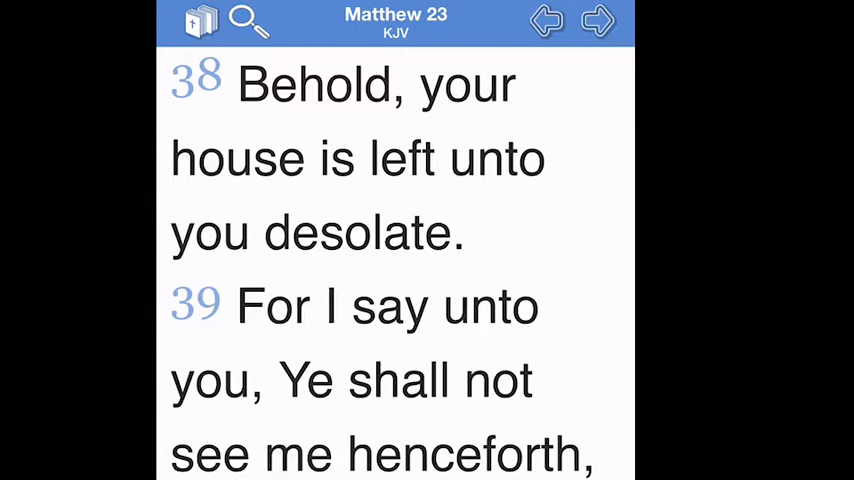 Matthew 23
KJV
38 Behold, your
house is left unto
you desolate.
39 For I say unto
you, Ye shall not
see me henceforth,